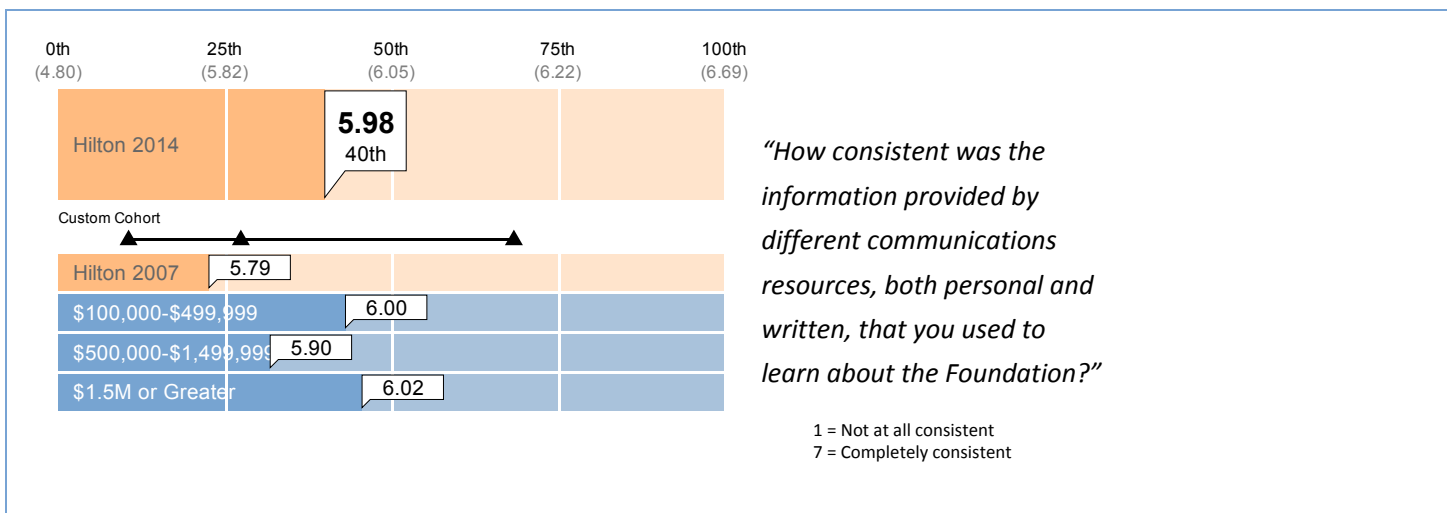 0th 25th 50th 75th 100th
(4.80) (5.82) (6.05) (6.22) (6.69)
Hilton 2014
5.98
40th
Custom Cohort
Hilton 2007 5.79
$100,000-$499,999 6.00
$500,000-$1,499,999 5.90
$1.5M or Greater 6.02
“How consistent was the
information provided by
different communications
resources, both personal and
written, that you used to
learn about the Foundation?”
1 = Not at all consistent
7 = Completely consistent